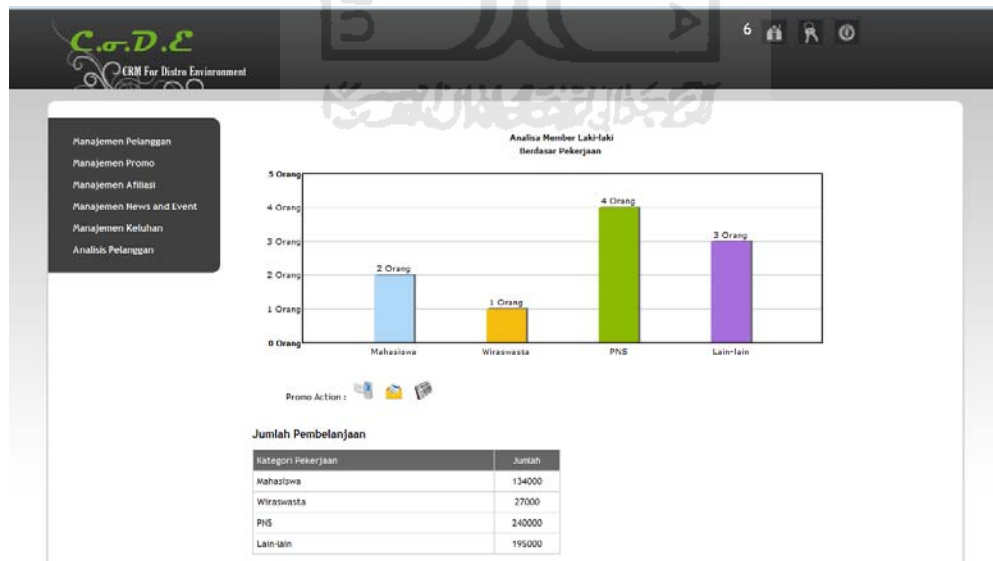 C.o.D.E
CRM For Distro Environment
6
Manajemen Pelanggan
Manajemen Promo
Manajemen Afiliasi
Manajemen News and Event
Manajemen Keluhan
Analisis Pelanggan
Analisa Member Laki-laki
Berdasar Pekerjaan
5 Orang
4 Orang
3 Orang
2 Orang
1 Orang
0 Orang
2 Orang
1 Orang
4 Orang
3 Orang
Mahasiswa
Wiraswasta
PNS
Lain-lain
Promo Action :
Jumlah Pembelanjaan
Kategori Pekerjaan Jumlah
Mahasiswa 134000
Wiraswasta 27000
PNS 240000
Lain-lain 195000